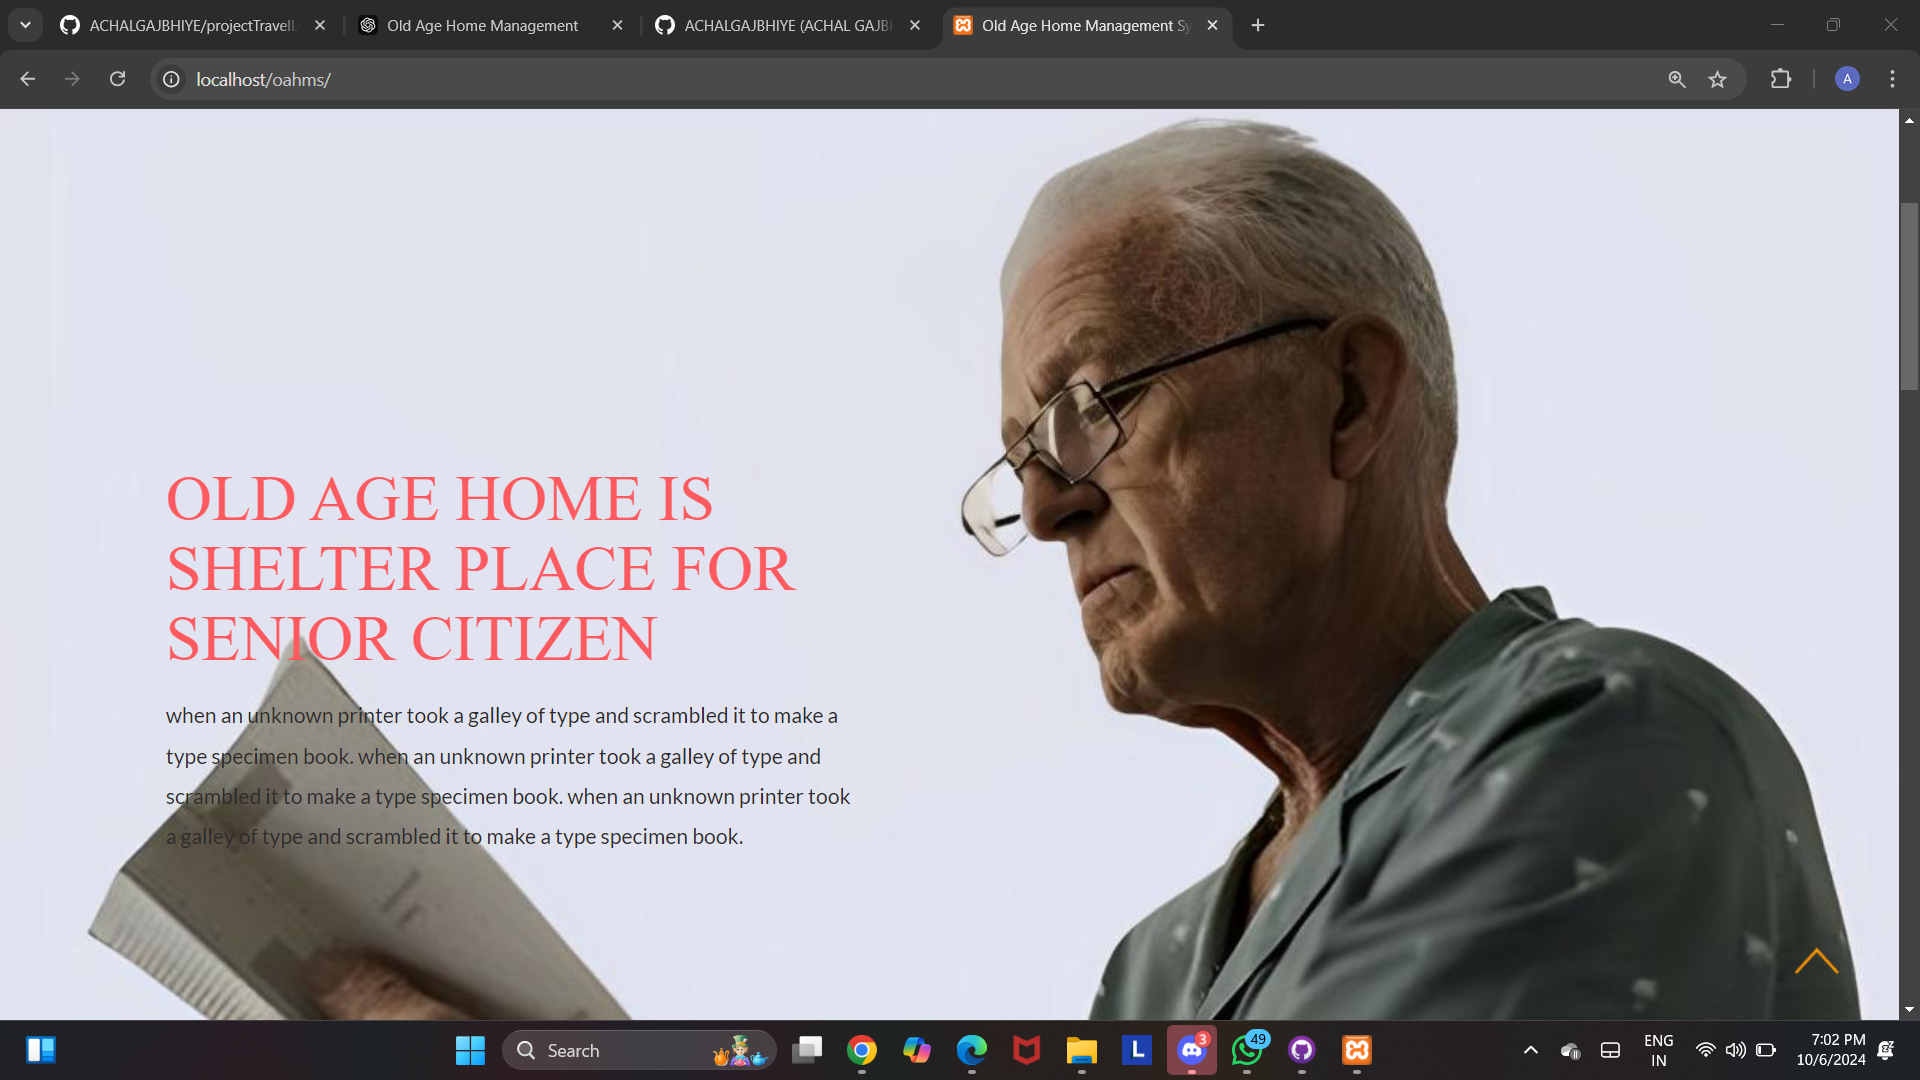 ACHALGAJBHIYE/projectTravell.
Old Age Home Management
ACHALGAJBHIYE (ACHAL GAJB
Old Age Home Management Sy
localhost/oahms/
A
OLD AGE HOME IS
SHELTER PLACE FOR
SENIOR CITIZEN
when an unknown printer took a galley of type and scrambled it to make a
type specimen book. when an unknown printer took a galley of type and
scrambled it to make a type specimen book. when an unknown printer took
a galley of type and scrambled it to make a type specimen book.
Search
L
3
49
ENG
IN
7:02 PM
10/6/2024